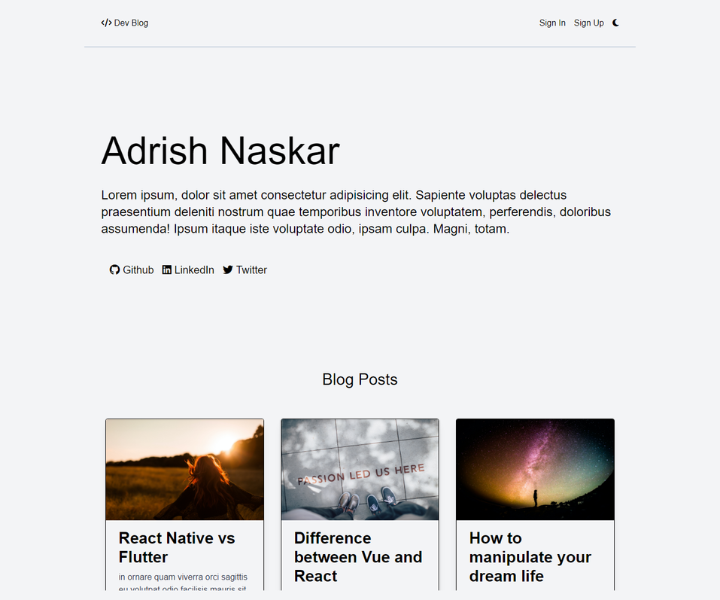 Dev Blog
Sign In Sign Up
Adrish Naskar
Lorem ipsum, dolor sit amet consectetur adipisicing elit. Sapiente voluptas delectus
praesentium deleniti nostrum quae temporibus inventore voluptatem, perferendis, doloribus
assumenda! Ipsum itaque iste voluptate odio, ipsam culpa. Magni, totam.
Github LinkedIn Twitter
Blog Posts
PASSION LED US HERE
React Native vs
Flutter
in ornare quam viverra orci sagittis
eu volutpat odio facilisis mauris sit
Difference
between Vue and
React
How to
manipulate your
dream life